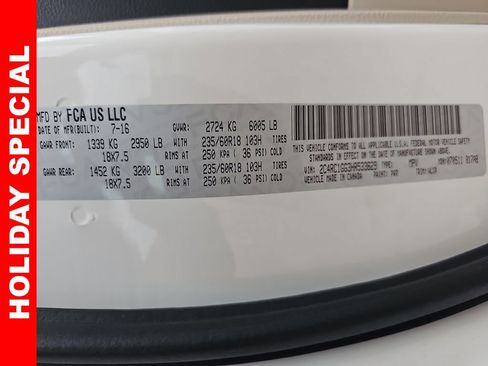 HOLIDAY SPECIAL
MFD BY FCA US LLC
DATE OF MFR(BUILT): 7-16 GVWR: 2724 KG 6005 LB
GAWR FRONT: 1339 KG 2950 LB 235/60R18 103H TIRES
18X7.5 RIMS AT 250 KPA ( 36 PSI) COLD
GAWR REAR: 1452 KG 3200 LB 235/60R18 103H TIRES
18X7.5 RIMS AT 250 KPA ( 36 PSI) COLD
THIS VEHICLE CONFORMS TO ALL APPLICABLE U.S.A. FEDERAL MOTOR VEHICLE SAFETY
STANDARDS IN EFFECT ON THE DATE OF MANUFACTURE SHOWN ABOVE.
VIN: TYPE: MPV
VEHICLE MADE IN CANADA PAINT: TRIM: